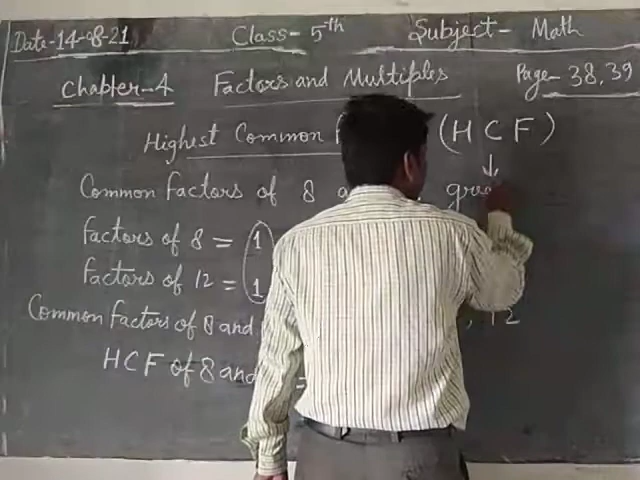 Date-14-08-21 Class-5th Subject- Math
Chapter-4 Factors and Multiples Page-38,39
Highest Common (HCF)
↓
Common factors of 8 a grea
factors of 8 = 1
factors of 12 = 1
Common factors of 8 and , 12
HCF of 8 and =